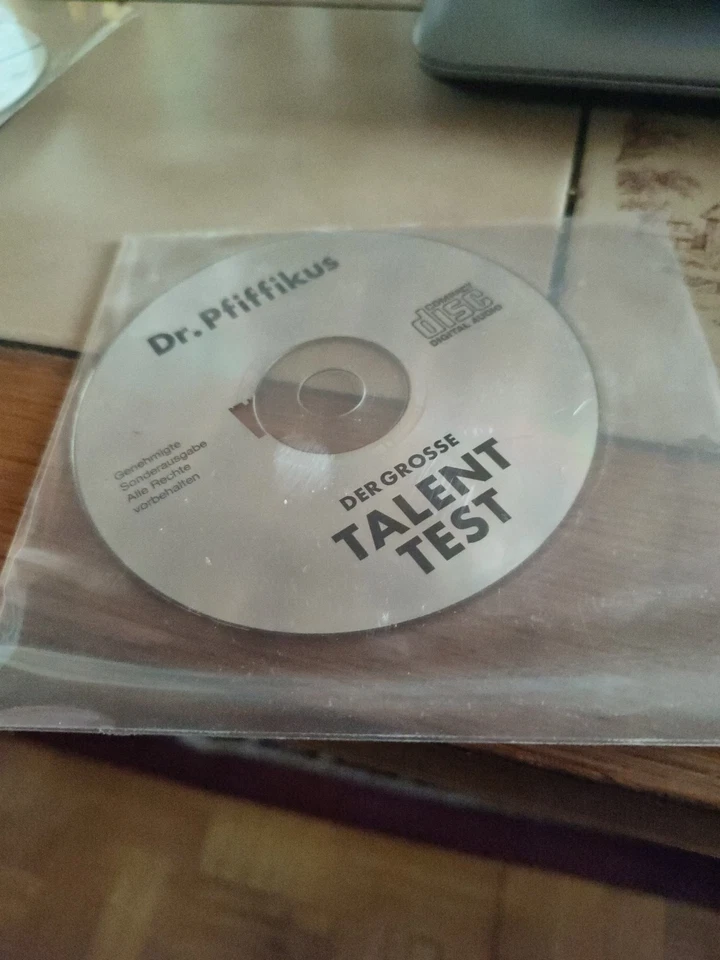 Dr. Pfiffikus
COMPACT
disc
DIGITAL AUDIO
Genehmigte
Sonderausgabe
Alle Rechte
vorbehalten
DER GROSSE
TALENT
TEST